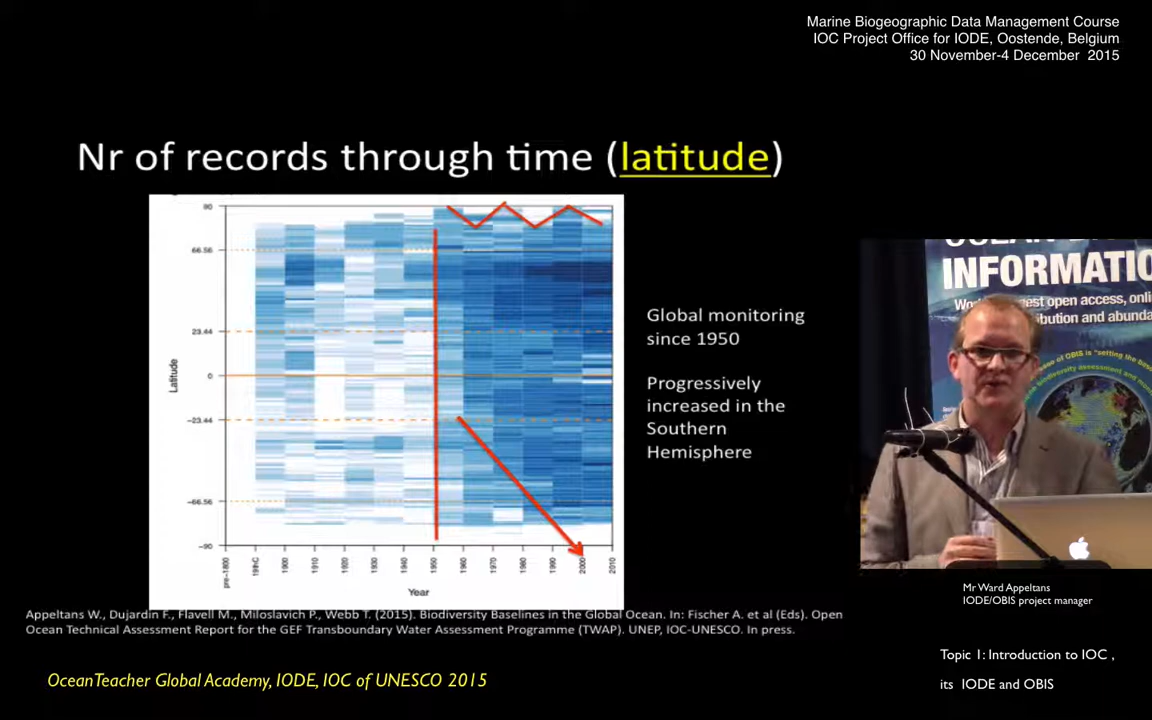 Marine Biogeographic Data Management Course
IOC Project Office for IODE, Oostende, Belgium
30 November-4 December 2015
Nr of records through time (latitude)
90
66.56
23.44
0
-23.44
-66.56
-90
Latitude
pre-1800
19thC
1900
1910
1920
1930
1940
1950
1960
1970
1980
1990
2000
2010
Year
Global monitoring
since 1950
Progressively
increased in the
Southern
Hemisphere
INFORMATIO
Appeltans W., Dujardin F., Flavell M., Miloslavich P., Webb T. (2015). Biodiversity Baselines in the Global Ocean. In: Fischer A. et al (Eds). Open
Ocean Technical Assessment Report for the GEF Transboundary Water Assessment Programme (TWAP). UNEP, IOC-UNESCO. In press.
Mr Ward Appeltans
IODE/OBIS project manager
Topic 1: Introduction to IOC ,
its IODE and OBIS
OceanTeacher Global Academy, IODE, IOC of UNESCO 2015